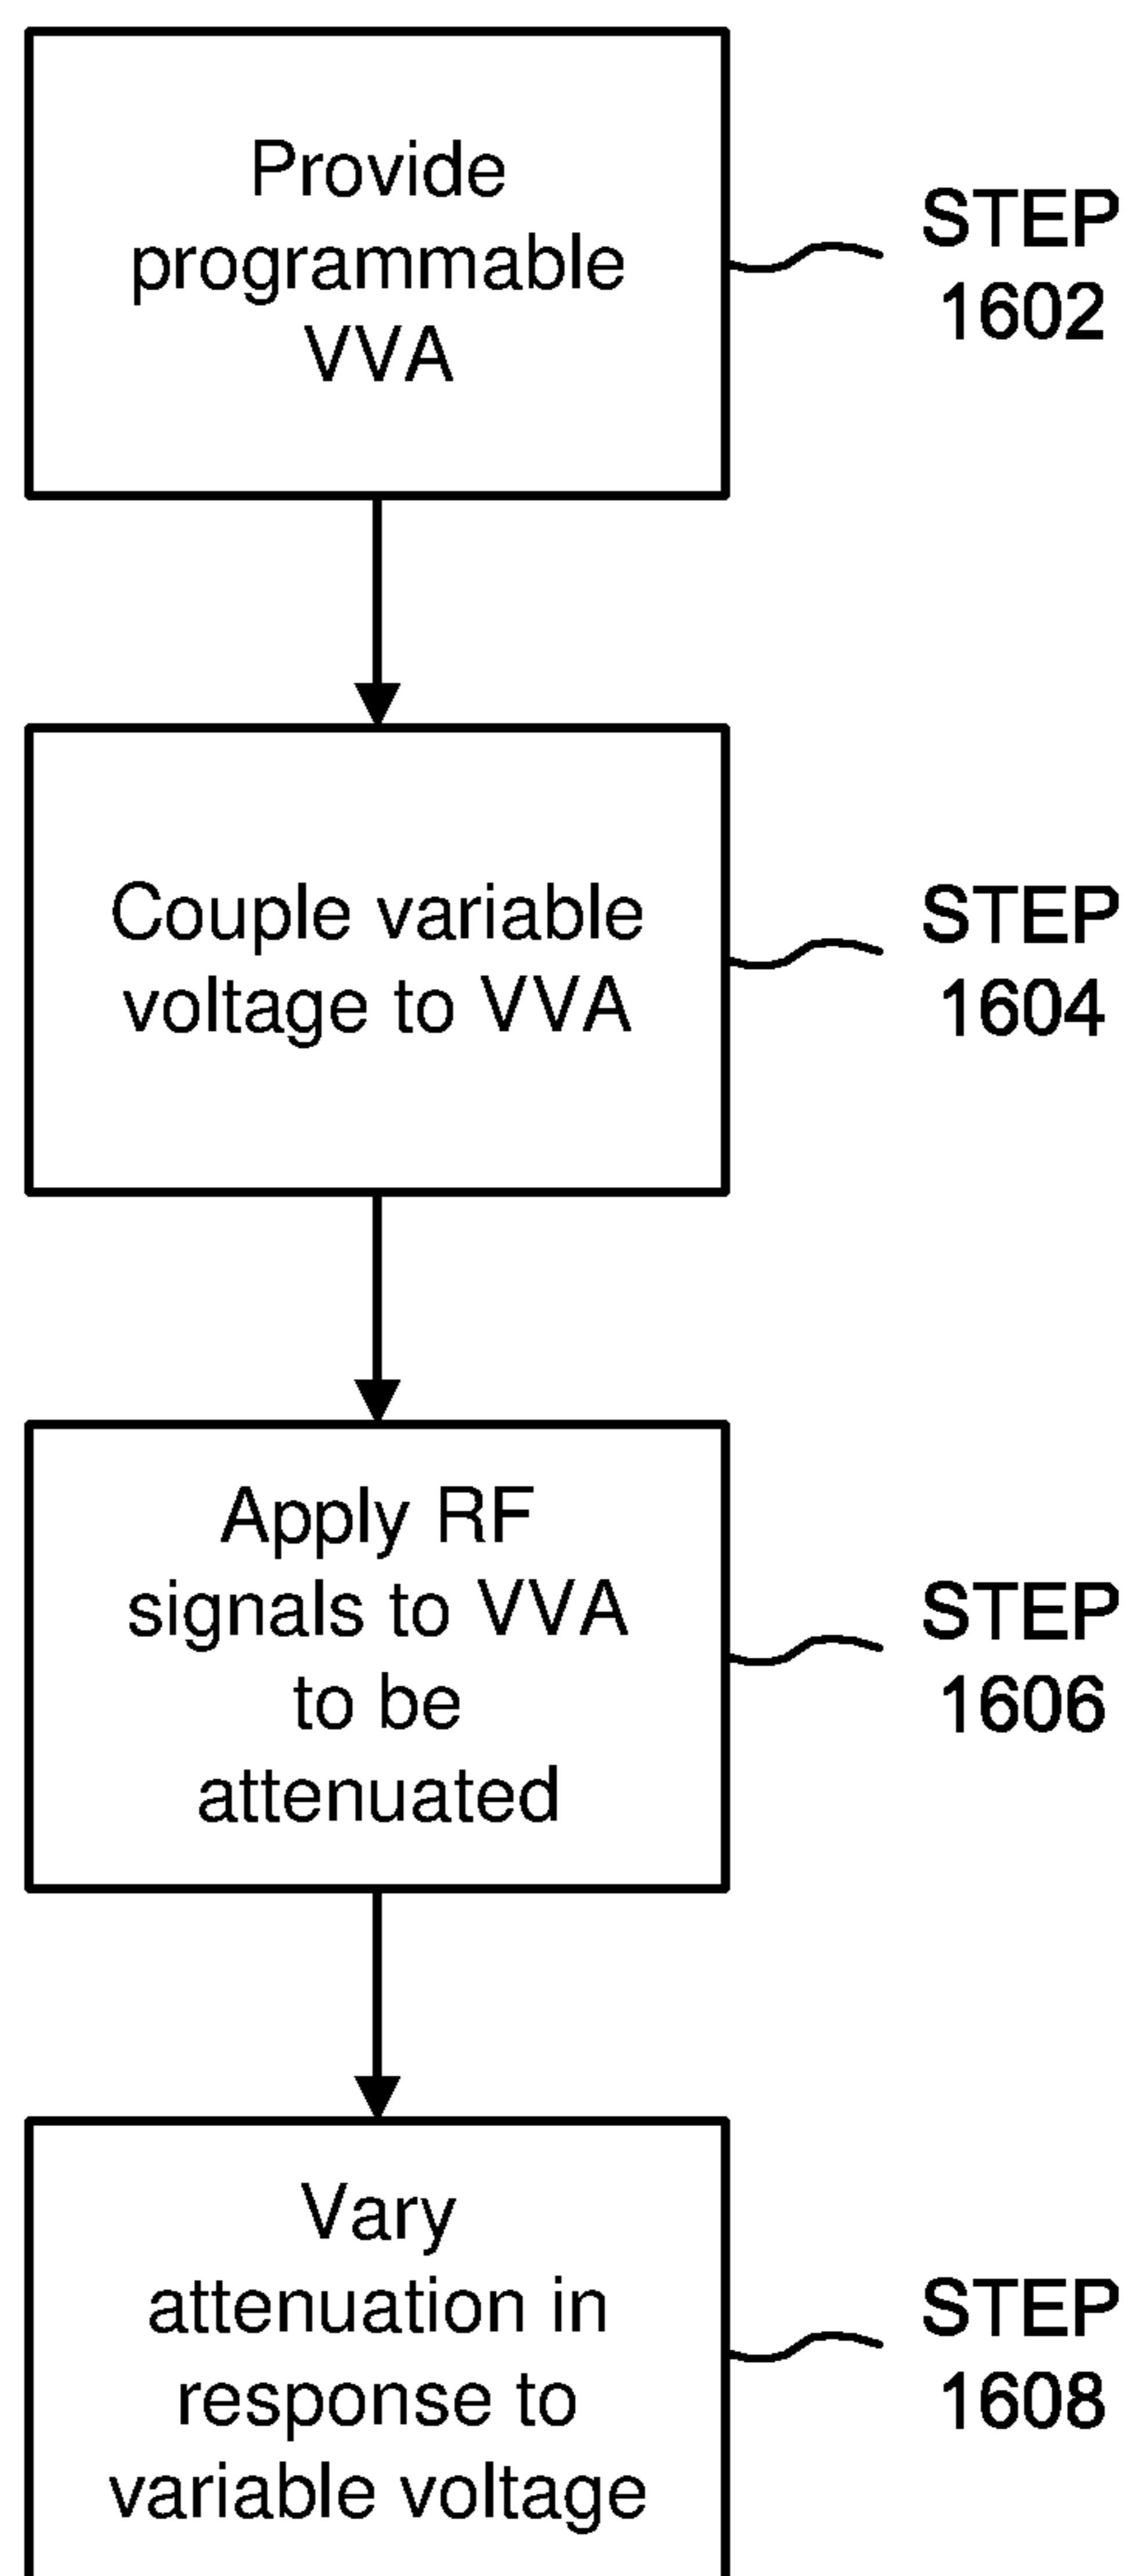 Provide
programmable
VVA
STEP
1602
Couple variable
voltage to VVA
STEP
1604
Apply RF
signals to VVA
to be
attenuated
STEP
1606
Vary
attenuation in
response to
variable voltage
STEP
1608